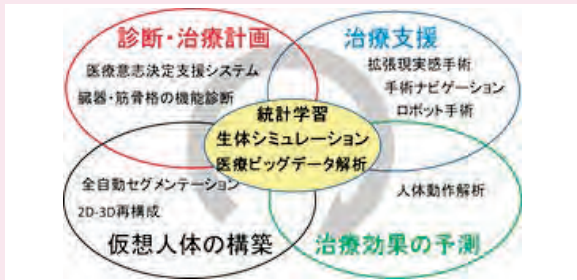 診断・治療計画
医療意志決定支援システム
臓器・筋骨格の機能診断
治療支援
拡張現実感手術
手術ナビゲーション
ロボット手術
統計学習
生体シミュレーション
医療ビッグデータ解析
全自動セグメンテーション
2D-3D再構成
仮想人体の構築
人体動作解析
治療効果の予測